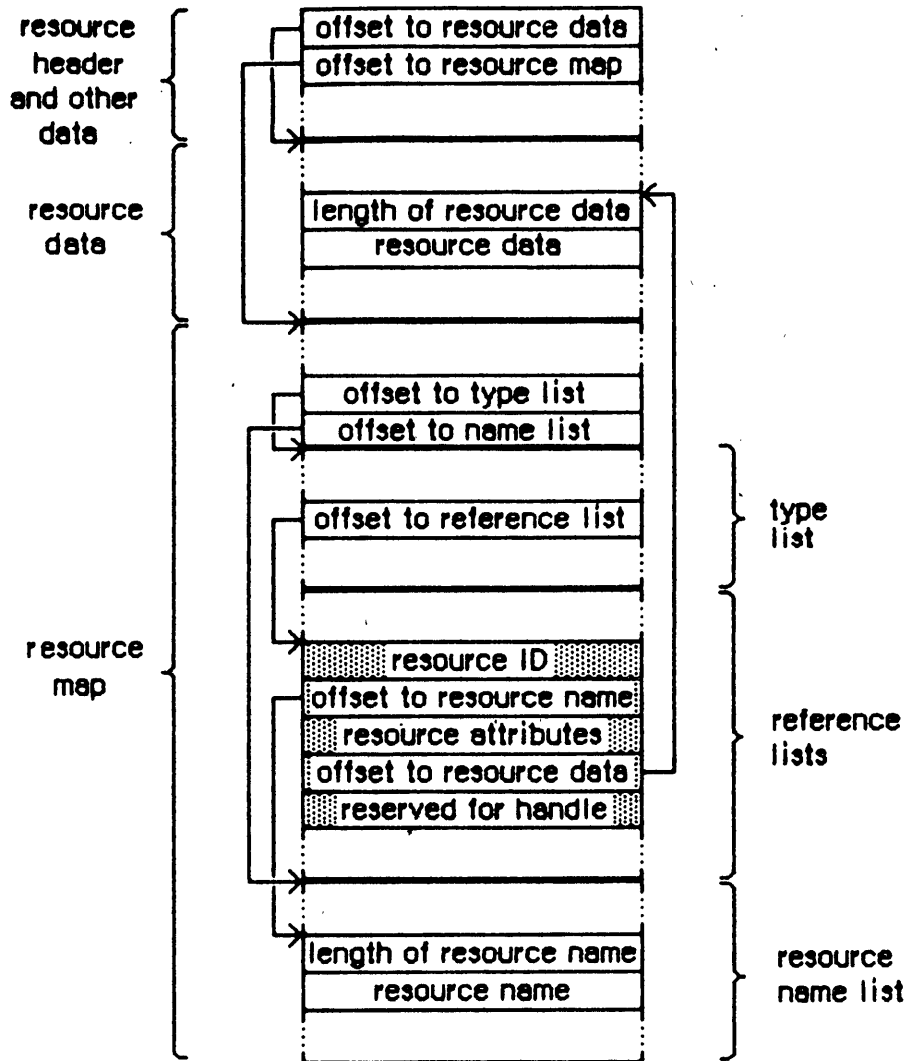 resource
header
and other
data
offset to resource data
offset to resource map
resource
data
length of resource data
resource data
resource
map
offset to type list
offset to name list
offset to reference list
type
list
resource ID
offset to resource name
resource attributes
offset to resource data
reserved for handle
reference
lists
length of resource name
resource name
resource
name list